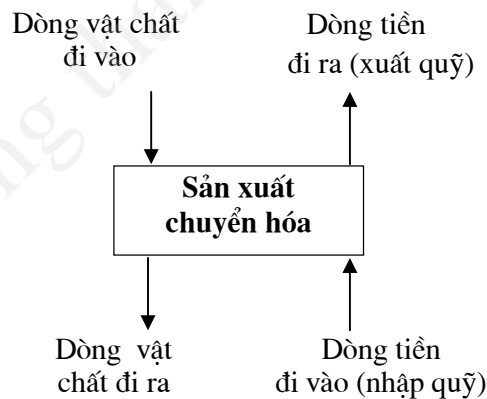 Dòng vật chất
đi vào
Dòng tiền
đi ra (xuất quỹ)
Sản xuất
chuyển hóa
Dòng vật
chất đi ra
Dòng tiền
đi vào (nhập quỹ)